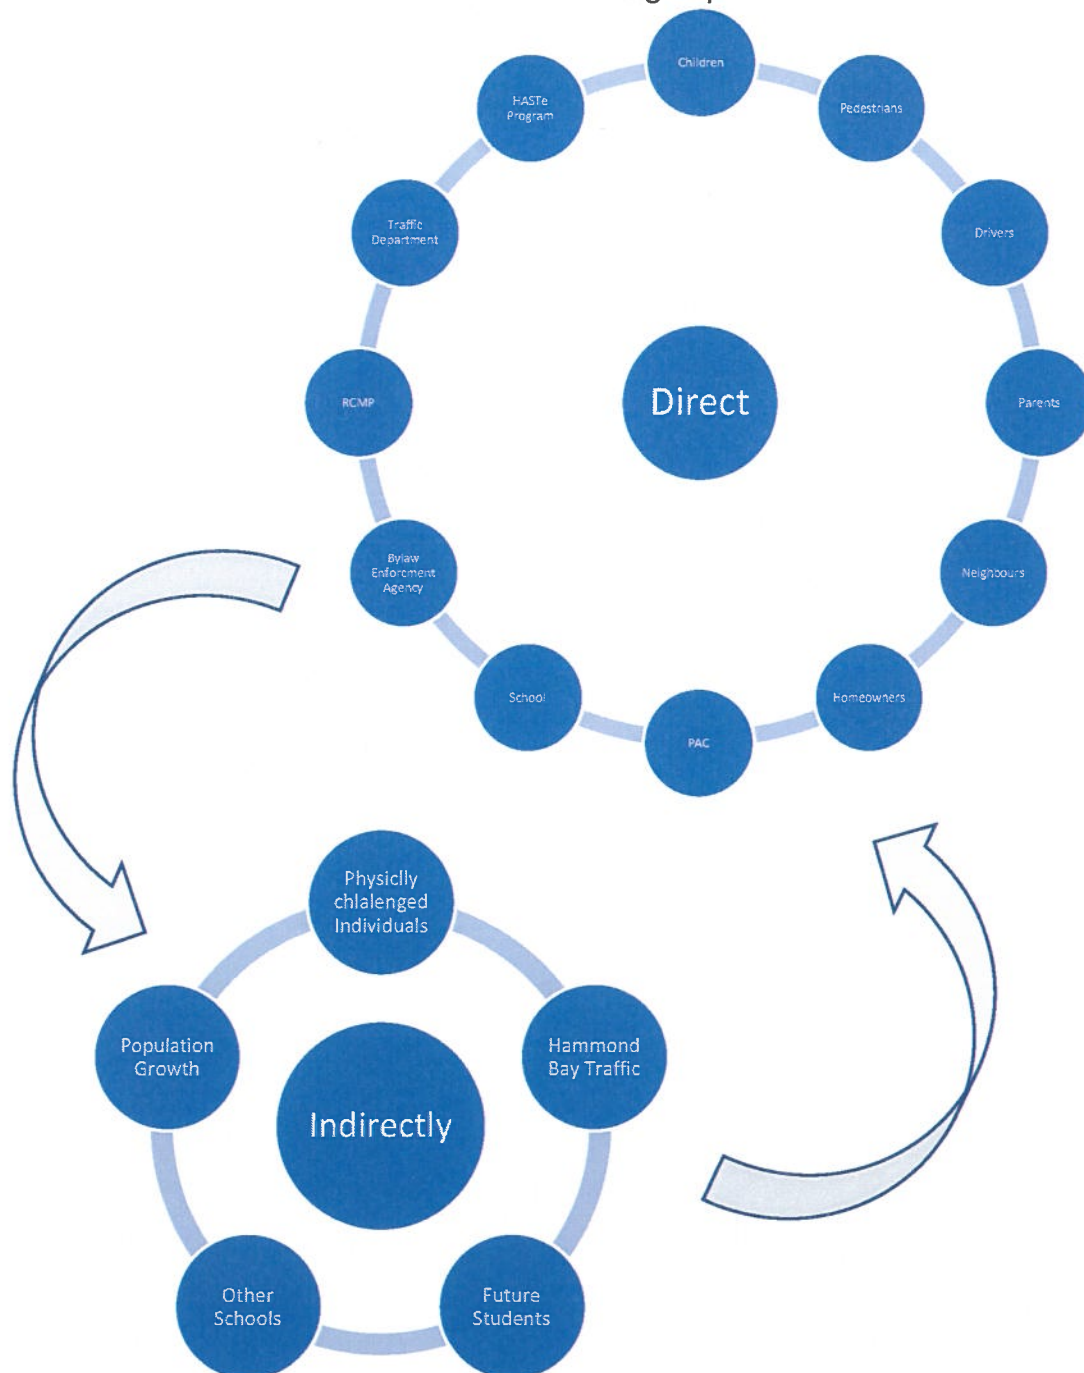 Children
Pedestrians
Drivers
Parents
Neighbours
Homeowners
PAC
School
Bylaw
Enforcment
Agency
RCMP
Traffic
Department
HASTe
Program
Direct
Physiclly
chlalenged
Individuals
Hammond
Bay Traffic
Future
Students
Other
Schools
Population
Growth
Indirectly